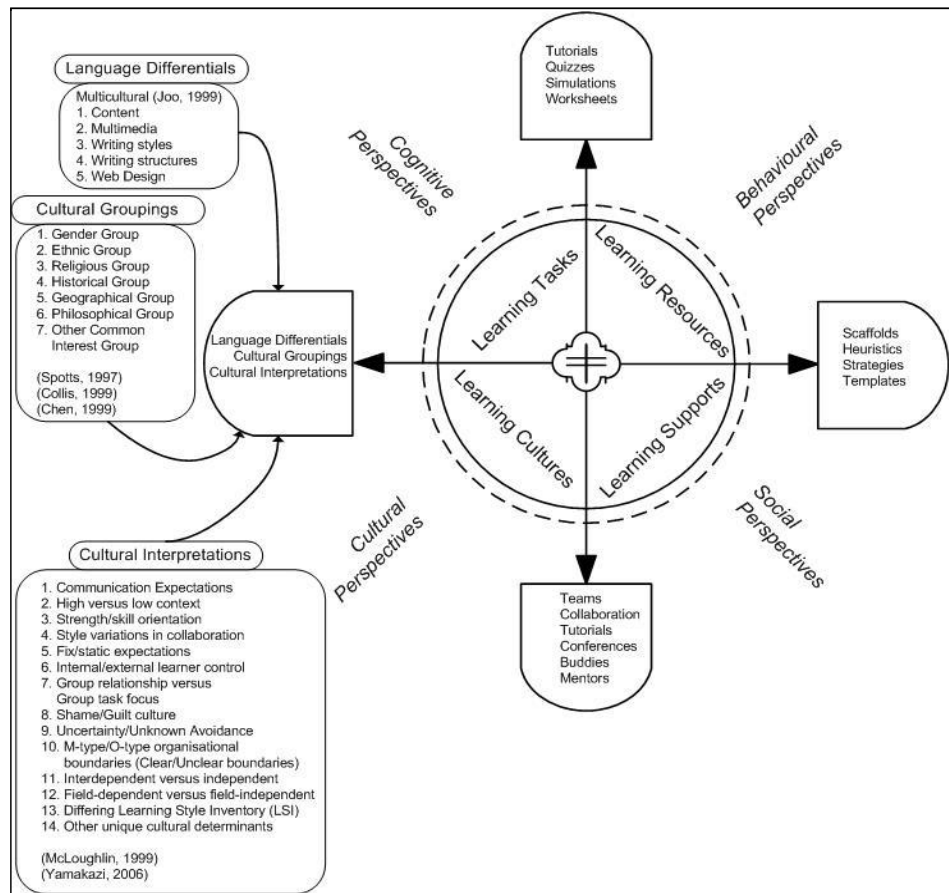 Language Differentials
Multicultural (Joo, 1999)
1. Content
2. Multimedia
3. Writing styles
4. Writing structures
5. Web Design
Cultural Groupings
1. Gender Group
2. Ethnic Group
3. Religious Group
4. Historical Group
5. Geographical Group
6. Philosophical Group
7. Other Common
Interest Group
(Spotts, 1997)
(Collis, 1999)
(Chen, 1999)
Language Differentials
Cultural Groupings
Cultural Interpretations
Cultural Interpretations
1. Communication Expectations
2. High versus low context
3. Strength/skill orientation
4. Style variations in collaboration
5. Fix/static expectations
6. Internal/external learner control
7. Group relationship versus
Group task focus
8. Shame/Guilt culture
9. Uncertainty/Unknown Avoidance
10. M-type/O-type organisational
boundaries (Clear/Unclear boundaries)
11. Interdependent versus independent
12. Field-dependent versus field-independent
13. Differing Learning Style Inventory (LSI)
14. Other unique cultural determinants
(McLoughlin, 1999)
(Yamakazi, 2006)
Tutorials
Quizzes
Simulations
Worksheets
Cognitive
Perspectives
Behavioural
Perspectives
Learning Tasks
Learning Resources
Learning Cultures
Learning Supports
Scaffolds
Heuristics
Strategies
Templates
Cultural
Perspectives
Social
Perspectives
Teams
Collaboration
Tutorials
Conferences
Buddies
Mentors